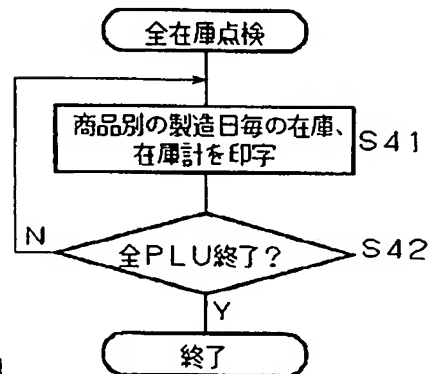 全在庫点検
商品別の製造日毎の在庫、
在庫計を印字
S41
N
全PLU終了?
S42
Y
終了